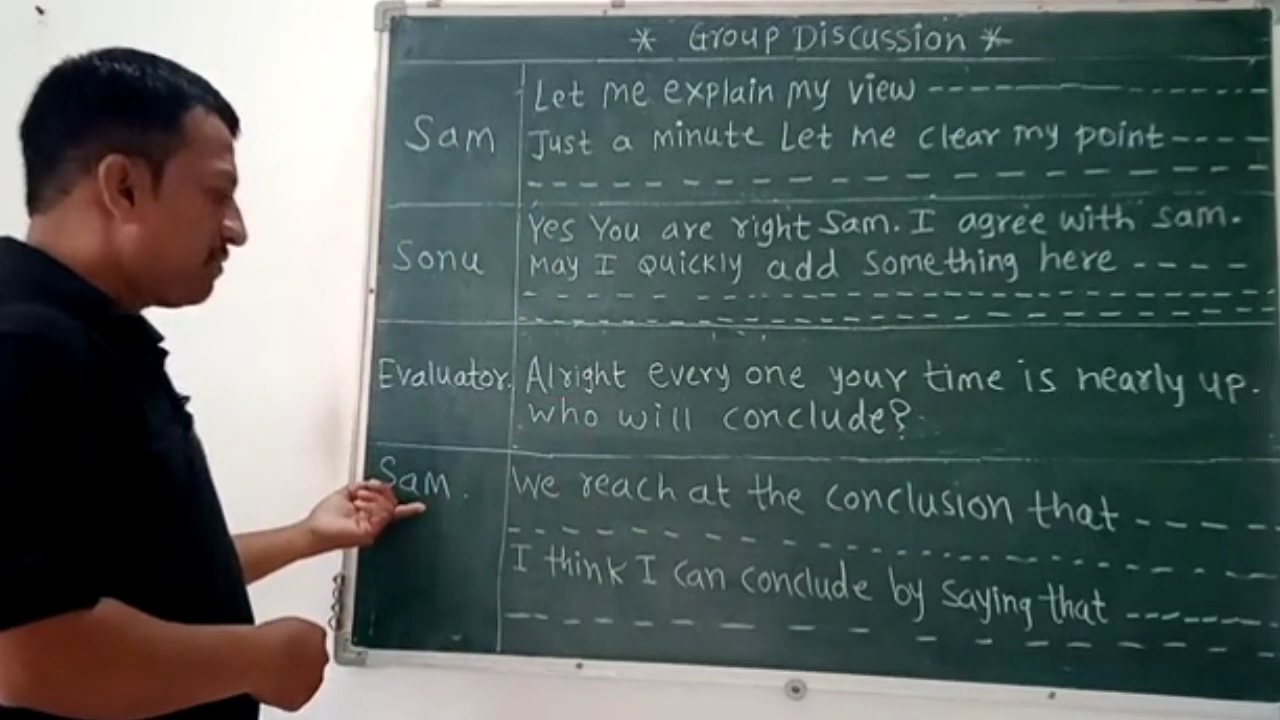 * Group Discussion *
Sam
Let me explain my view ----------------
Just a minute Let me clear my point----
- - - - - - - - - - - - - - - - - -
Sonu
Yes You are right Sam. I agree with sam.
May I Quickly add something here - - - -
- - - - - - - - - - - - - - - - - - - -
- - - - - - - - - - - - - - - - - - - -
Evaluator.
Alright every one your time is nearly up.
who will conclude?
Sam.
We reach at the conclusion that - - - - -
- - - - - - - - - - - - - - - - - - - -
I think I can conclude by saying that -------
- - - - - - - - - - - - - - - -